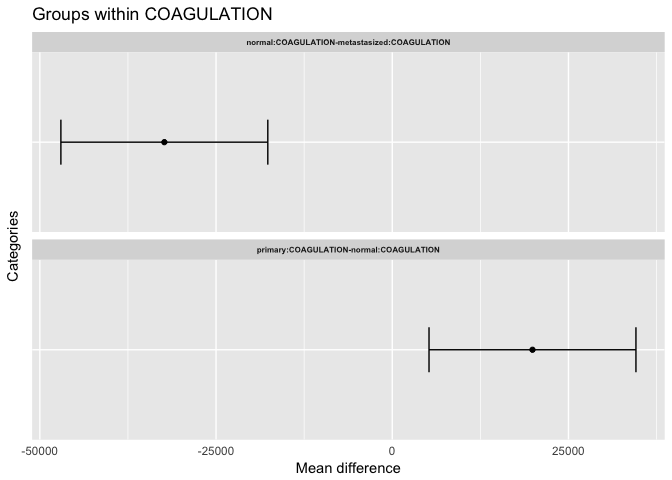 Groups within COAGULATION
normal:COAGULATION-metastasized:COAGULATION
primary:COAGULATION-normal:COAGULATION
Categories
-50000
-25000
0
25000
Mean difference